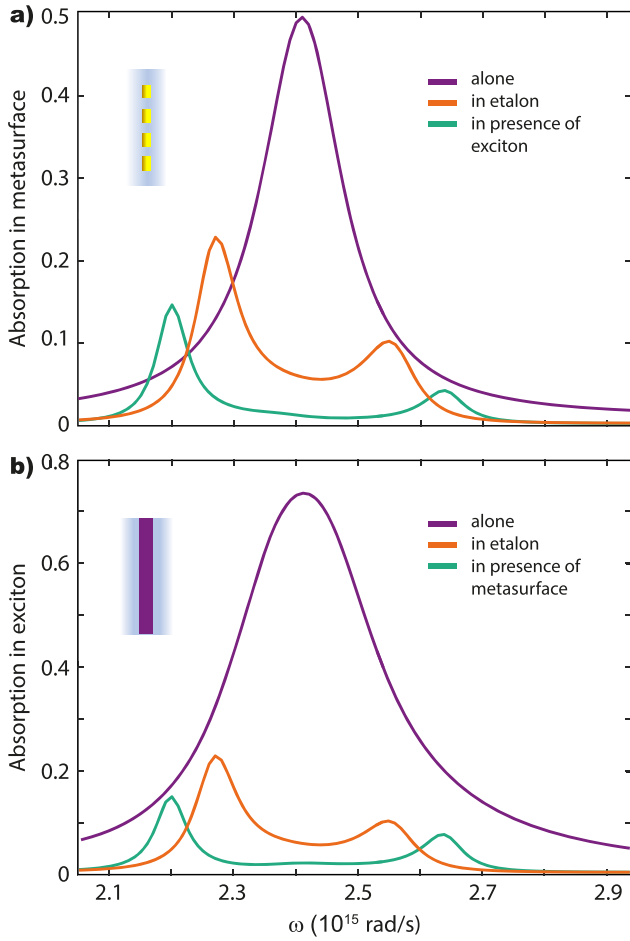 a)
0.5
0.4
0.3
0.2
0.1
0
Absorption in metasurface
alone
in etalon
in presence of
exciton
b)
0.8
0.6
0.4
0.2
0
Absorption in exciton
alone
in etalon
in presence of
metasurface
2.1 2.3 2.5 2.7 2.9
ω (10¹⁵ rad/s)